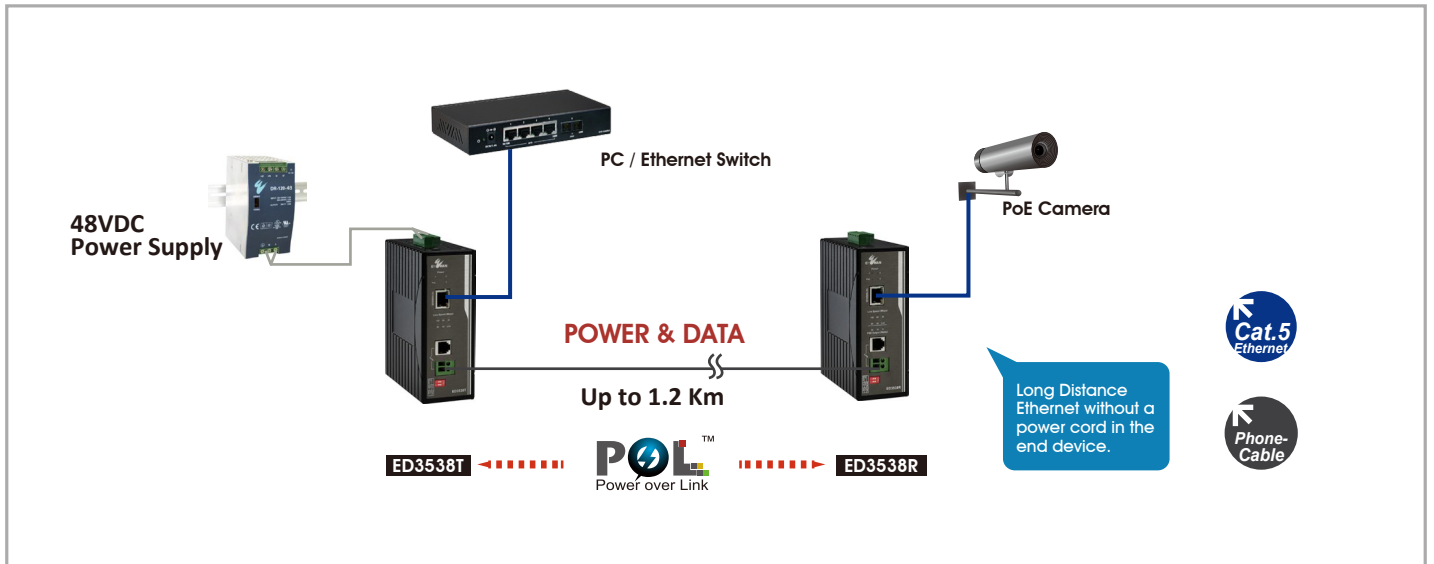 PC / Ethernet Switch
PoE Camera
48VDC
Power Supply
POWER & DATA
Up to 1.2 Km
Long Distance
Ethernet without a
power cord in the
end device.
Cat.5
Ethernet
Phone-
Cable
ED3538T
POL™
Power over Link
ED3538R